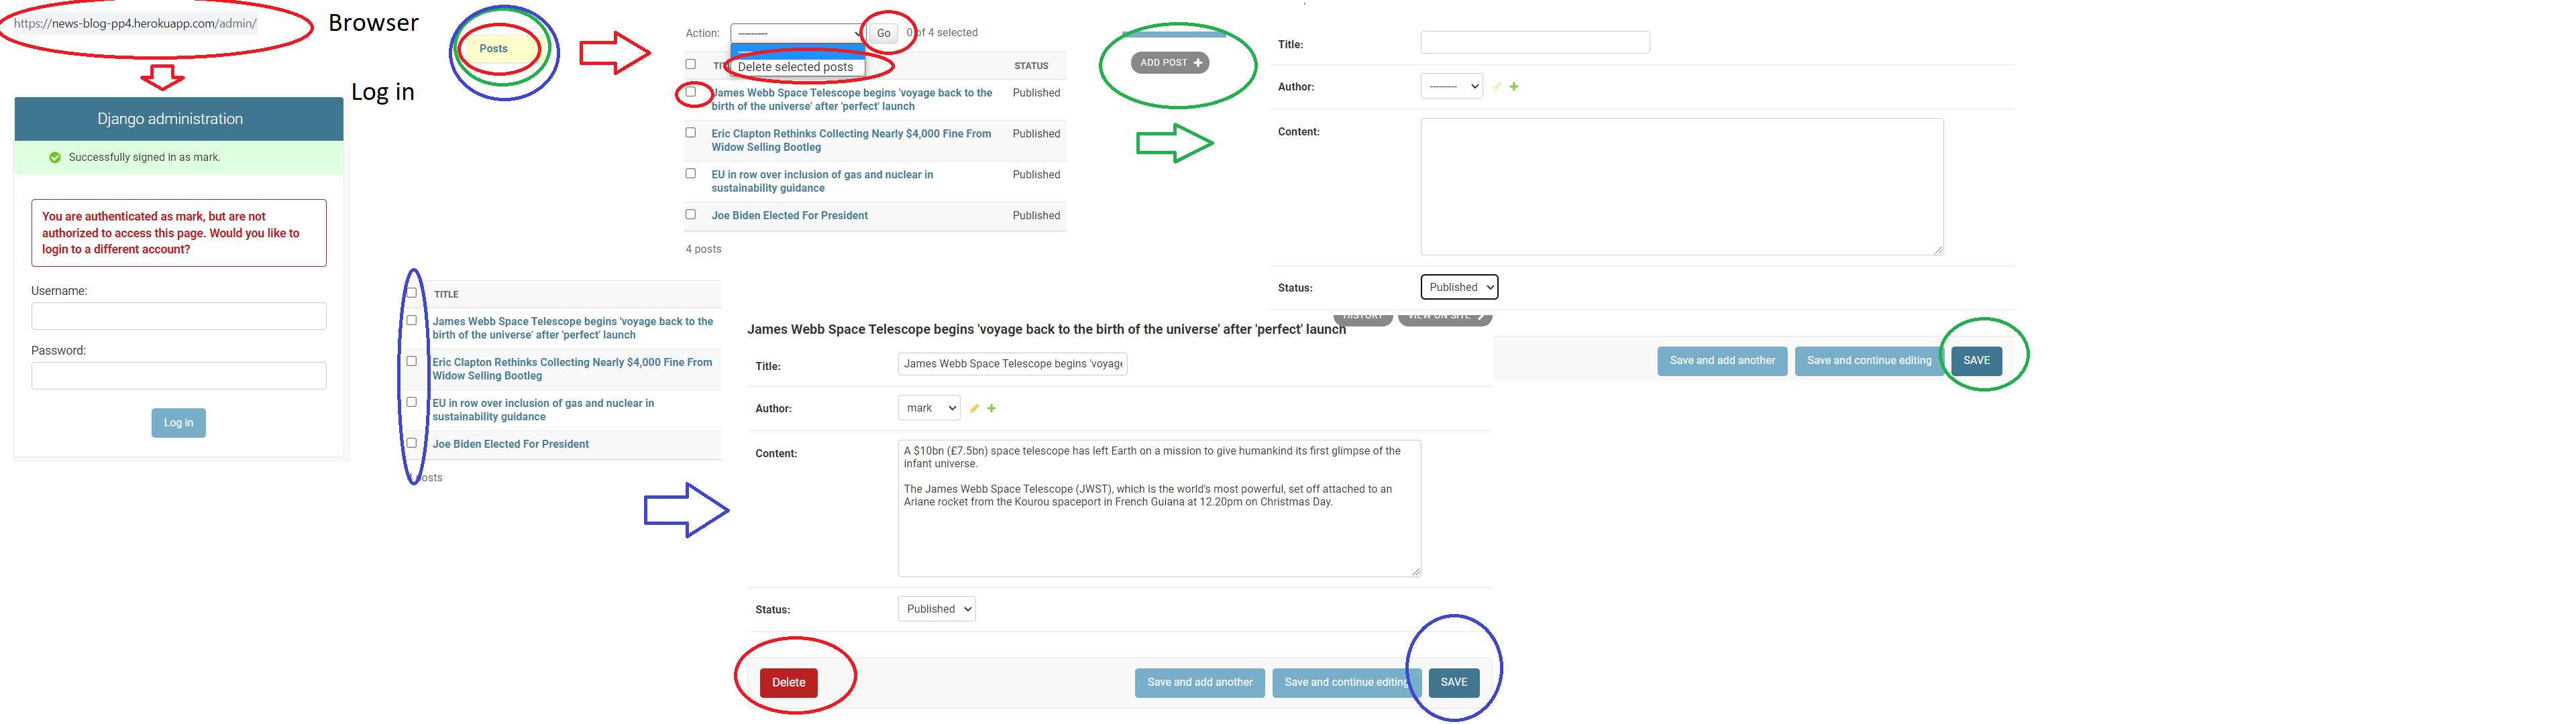 https://news-blog-pp4.herokuapp.com/admin/
Browser
Log in
Django administration
Successfully signed in as mark.
You are authenticated as mark, but are not
authorized to access this page. Would you like to
login to a different account?
Username:
Password:
Log in
Posts
Action:
---------
Go
0 of 4 selected
Delete selected posts
STATUS
James Webb Space Telescope begins 'voyage back to the
birth of the universe' after 'perfect' launch
Published
Eric Clapton Rethinks Collecting Nearly $4,000 Fine From
Widow Selling Bootleg
Published
EU in row over inclusion of gas and nuclear in
sustainability guidance
Published
Joe Biden Elected For President
Published
4 posts
ADD POST
Title:
Author:
---------
Content:
Status:
Published
Save and add another
Save and continue editing
SAVE
TITLE
James Webb Space Telescope begins 'voyage back to the
birth of the universe' after 'perfect' launch
Eric Clapton Rethinks Collecting Nearly $4,000 Fine From
Widow Selling Bootleg
EU in row over inclusion of gas and nuclear in
sustainability guidance
Joe Biden Elected For President
4 posts
HISTORY
VIEW ON SITE
James Webb Space Telescope begins 'voyage back to the birth of the universe' after 'perfect' launch
Title:
James Webb Space Telescope begins 'voyage
Author:
mark
Content:
A $10bn (£7.5bn) space telescope has left Earth on a mission to give humankind its first glimpse of the
infant universe.
The James Webb Space Telescope (JWST), which is the world's most powerful, set off attached to an
Ariane rocket from the Kourou spaceport in French Guiana at 12.20pm on Christmas Day.
Status:
Published
Delete
Save and add another
Save and continue editing
SAVE